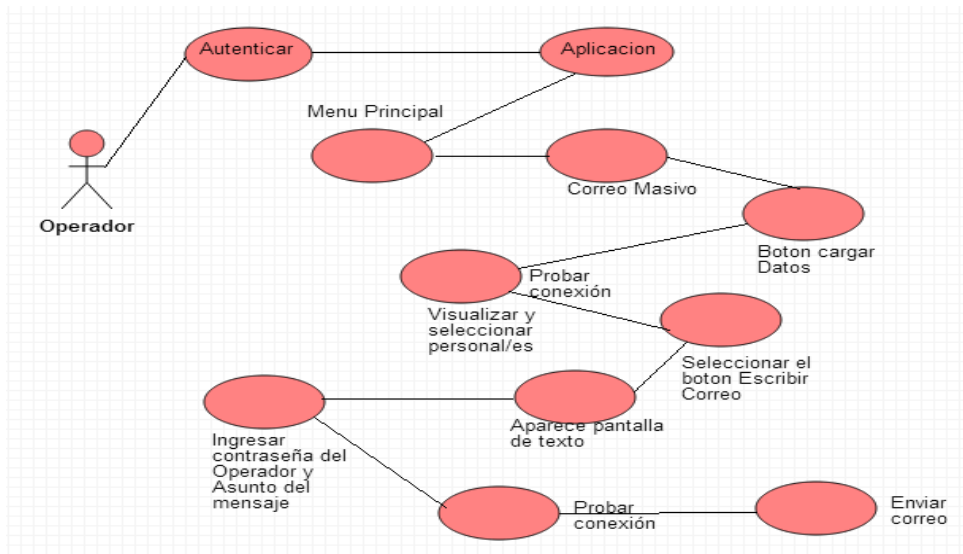 Autenticar
Aplicacion
Menu Principal
Operador
Correo Masivo
Boton cargar
Datos
Probar
conexión
Visualizar y
seleccionar
personal/es
Seleccionar el
boton Escribir
Correo
Aparece pantalla
de texto
Ingresar
contraseña del
Operador y
Asunto del
mensaje
Probar
conexión
Enviar
correo